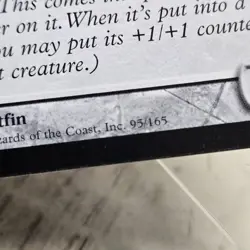 This comes
r on it. When it's put into a
u may put its +1/+1 counte
t creature.)
tfin
ards of the Coast, Inc. 95/165